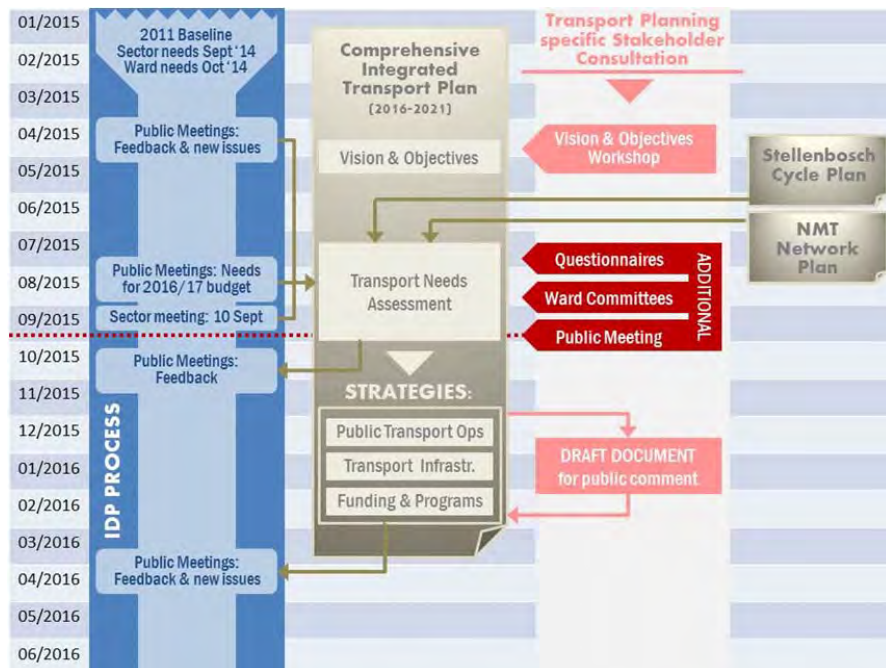 01/2015
02/2015
03/2015
04/2015
05/2015
06/2015
07/2015
08/2015
09/2015
10/2015
11/2015
12/2015
01/2016
02/2016
03/2016
04/2016
05/2016
06/2016
2011 Baseline
Sector needs Sept ‘14
Ward needs Oct ‘14
Public Meetings:
Feedback & new issues
Public Meetings: Needs
for 2016/17 budget
Sector meeting: 10 Sept
Public Meetings:
Feedback
IDP PROCESS
Public Meetings:
Feedback & new issues
Comprehensive
Integrated
Transport Plan
(2016-2021)
Vision & Objectives
Transport Needs
Assessment
STRATEGIES:
Public Transport Ops
Transport Infrastr.
Funding & Programs
Transport Planning
specific Stakeholder
Consultation
Vision & Objectives
Workshop
Questionnaires
Ward Committees
Public Meeting
ADDITIONAL
DRAFT DOCUMENT
for public comment
Stellenbosch
Cycle Plan
NMT
Network
Plan